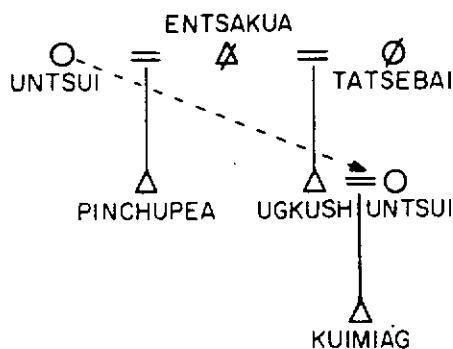 ENTSAKUA
UNTSUI
TATSEBAI
PINCHUPEA
UGKUSH UNTSUI
KUIMIAG